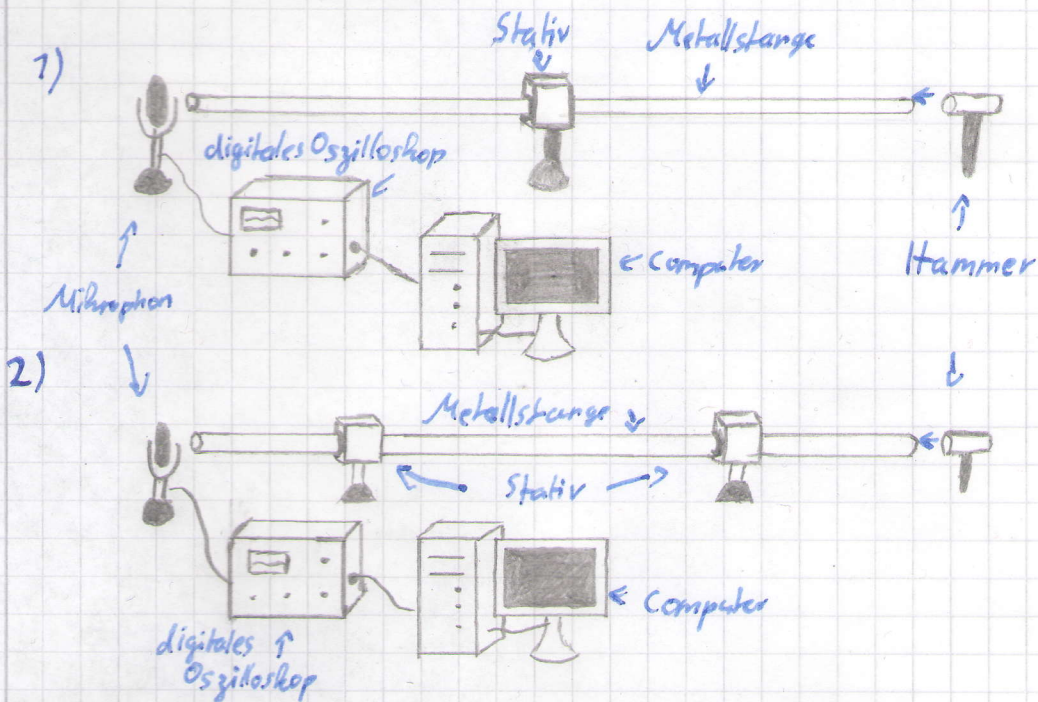 Stativ
Metallstange
1)
digitales Oszilloskop
Computer
Hammer
Mikrophon
2)
Metallstange
Stativ
Computer
digitales
Oszilloskop